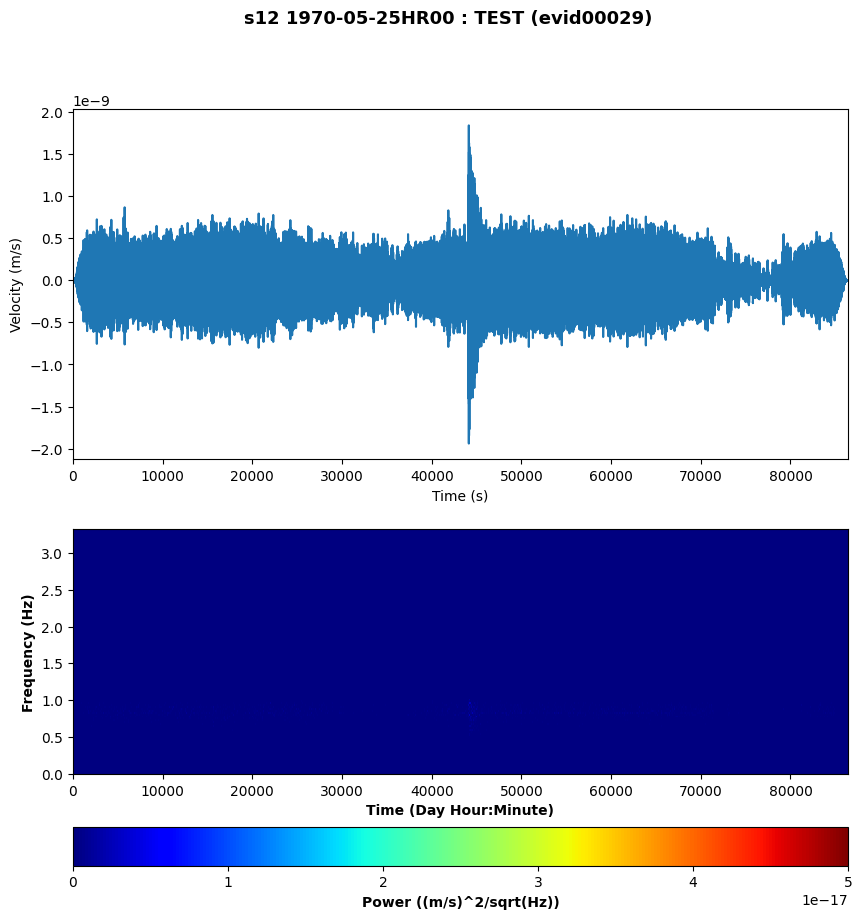 s12 1970-05-25HR00 : TEST (evid00029)
1e−9
2.0
1.5
1.0
0.5
0.0
−0.5
−1.0
−1.5
−2.0
Velocity (m/s)
0 10000 20000 30000 40000 50000 60000 70000 80000
Time (s)
3.0
2.5
2.0
1.5
1.0
0.5
0.0
Frequency (Hz)
0 10000 20000 30000 40000 50000 60000 70000 80000
Time (Day Hour:Minute)
0 1 2 3 4 5
1e−17
Power ((m/s)^2/sqrt(Hz))